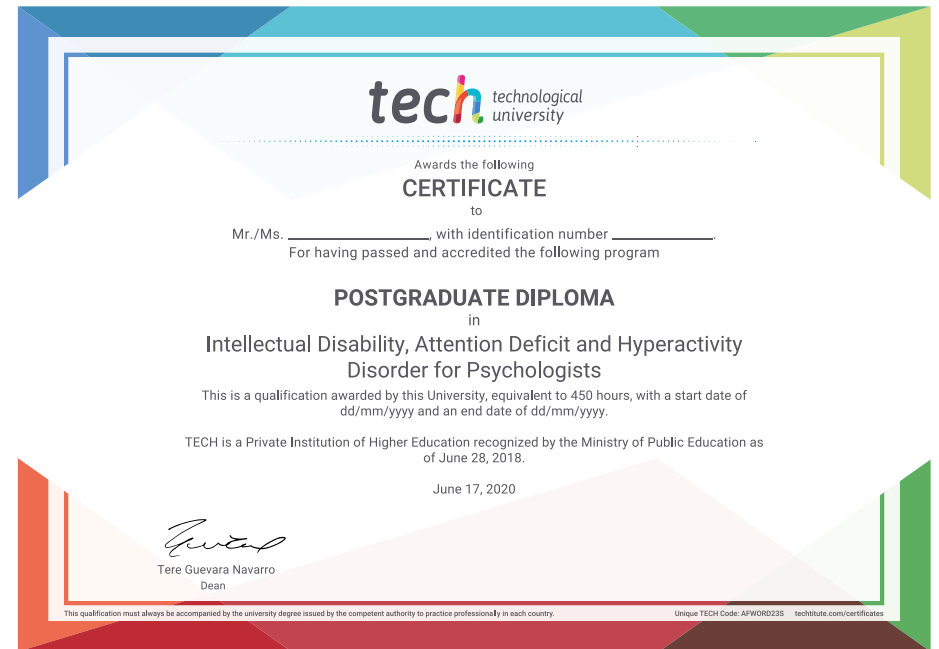 tech technological
university
Awards the following
CERTIFICATE
to
Mr./Ms. ____________, with identification number ____________.
For having passed and accredited the following program
POSTGRADUATE DIPLOMA
in
Intellectual Disability, Attention Deficit and Hyperactivity
Disorder for Psychologists
This is a qualification awarded by this University, equivalent to 450 hours, with a start date of
dd/mm/yyyy and an end date of dd/mm/yyyy.
TECH is a Private Institution of Higher Education recognized by the Ministry of Public Education as
of June 28, 2018.
June 17, 2020
Tere Guevara Navarro
Dean
This qualification must always be accompanied by the university degree issued by the competent authority to practice professionally in each country.
Unique TECH Code: AFWORD23S techtitute.com/certificates